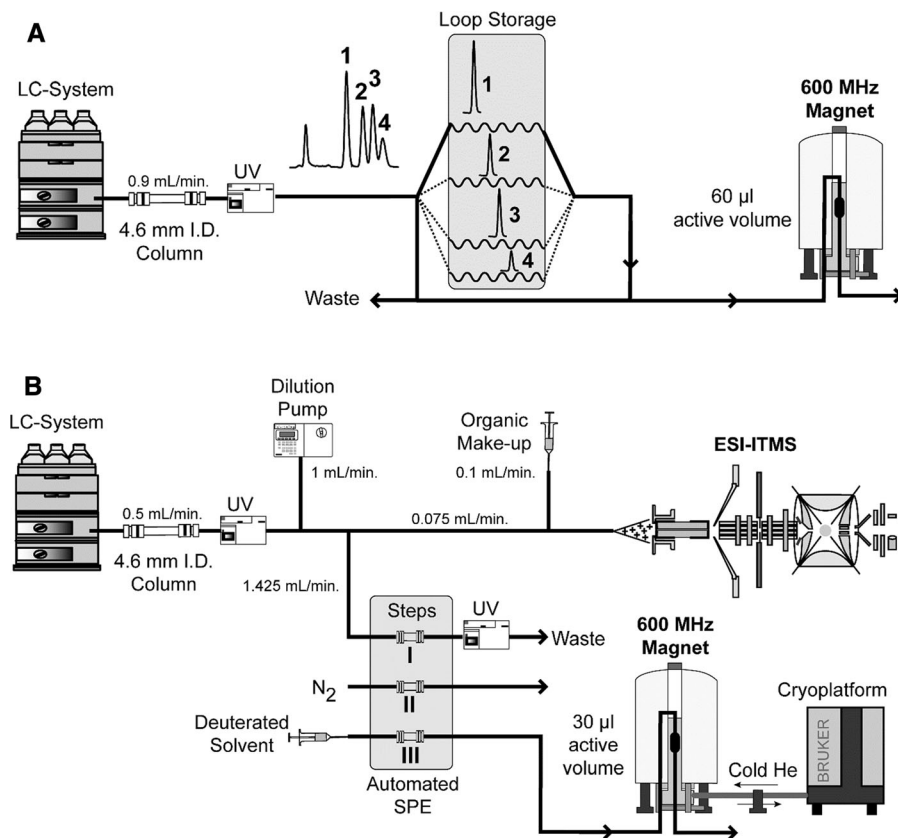 A
LC-System
0.9 mL/min.
4.6 mm I.D.
Column
UV
1
2
3
4
Loop Storage
1
2
3
4
Waste
600 MHz
Magnet
60 µl
active volume
B
LC-System
0.5 mL/min.
4.6 mm I.D.
Column
UV
Dilution
Pump
1 mL/min.
Organic
Make-up
0.1 mL/min.
0.075 mL/min.
ESI-ITMS
1.425 mL/min.
Steps
I
UV
Waste
N2
II
Deuterated
Solvent
III
Automated
SPE
600 MHz
Magnet
30 µl
active volume
Cold He
Cryoplatform
BRUKER